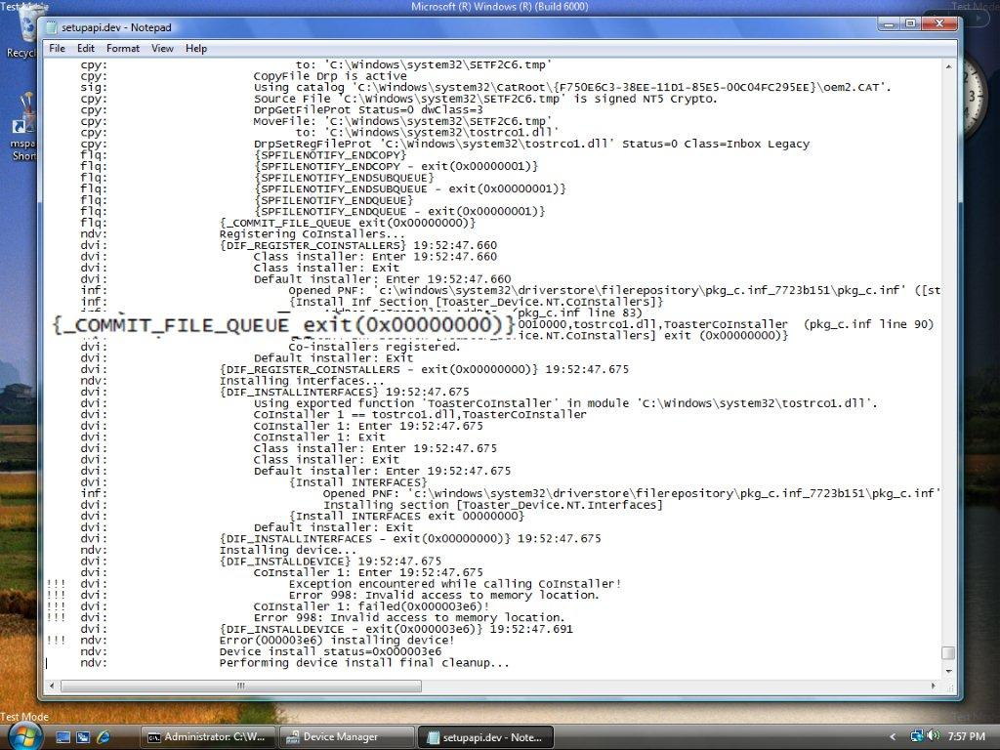 Test Mode
Microsoft (R) Windows (R) (Build 6000)
Test Mode
Recyc
mspa
Shor
setupapi.dev - Notepad
File Edit Format View Help
cpy: to: 'C:\Windows\system32\SETF2C6.tmp'
cpy: CopyFile Drp is active
sig: Using catalog 'C:\Windows\system32\CatRoot\{F750E6C3-38EE-11D1-85E5-00C04FC295EE}\oem2.CAT'.
cpy: Source File 'C:\Windows\system32\SETF2C6.tmp' is signed NT5 Crypto.
cpy: DrpGetFileProt Status=0 dwClass=3
cpy: MoveFile: 'C:\Windows\system32\SETF2C6.tmp'
cpy: to: 'C:\Windows\system32\tostrco1.dll'
cpy: DrpSetRegFileProt 'C:\Windows\system32\tostrco1.dll' Status=0 Class=Inbox Legacy
flq: {SPFILENOTIFY_ENDCOPY}
flq: {SPFILENOTIFY_ENDCOPY - exit(0x00000001)}
flq: {SPFILENOTIFY_ENDSUBQUEUE}
flq: {SPFILENOTIFY_ENDSUBQUEUE - exit(0x00000001)}
flq: {SPFILENOTIFY_ENDQUEUE}
flq: {SPFILENOTIFY_ENDQUEUE - exit(0x00000001)}
flq: {_COMMIT_FILE_QUEUE exit(0x00000000)}
ndv: Registering CoInstallers...
dvi: {DIF_REGISTER_COINSTALLERS} 19:52:47.660
dvi: Class installer: Enter 19:52:47.660
dvi: Class installer: Exit
dvi: Default installer: Enter 19:52:47.660
inf: Opened PNF: 'c:\windows\system32\driverstore\filerepository\pkg_c.inf_7723b151\pkg_c.inf' ([st
inf: {Install Inf Section [Toaster_Device.NT.CoInstallers]}
(pkg_c.inf line 83)
{_COMMIT_FILE_QUEUE exit(0x00000000)}
0010000,tostrco1.dll,ToasterCoInstaller (pkg_c.inf line 90)
ice.NT.CoInstallers] exit (0x00000000)}
dvi: Co-installers registered.
dvi: Default installer: Exit
dvi: {DIF_REGISTER_COINSTALLERS - exit(0x00000000)} 19:52:47.675
ndv: Installing interfaces...
dvi: {DIF_INSTALLINTERFACES} 19:52:47.675
dvi: Using exported function 'ToasterCoInstaller' in module 'C:\Windows\system32\tostrco1.dll'.
dvi: CoInstaller 1 == tostrco1.dll,ToasterCoInstaller
dvi: CoInstaller 1: Enter 19:52:47.675
dvi: CoInstaller 1: Exit
dvi: Class installer: Enter 19:52:47.675
dvi: Class installer: Exit
dvi: Default installer: Enter 19:52:47.675
dvi: {Install INTERFACES}
inf: Opened PNF: 'c:\windows\system32\driverstore\filerepository\pkg_c.inf_7723b151\pkg_c.inf'
dvi: Installing section [Toaster_Device.NT.Interfaces]
dvi: {Install INTERFACES exit 00000000}
dvi: Default installer: Exit
dvi: {DIF_INSTALLINTERFACES - exit(0x00000000)} 19:52:47.675
ndv: Installing device...
dvi: {DIF_INSTALLDEVICE} 19:52:47.675
dvi: CoInstaller 1: Enter 19:52:47.675
!!! dvi: Exception encountered while calling CoInstaller!
!!! dvi: Error 998: Invalid access to memory location.
!!! dvi: CoInstaller 1: failed(0x000003e6)!
!!! dvi: Error 998: Invalid access to memory location.
dvi: {DIF_INSTALLDEVICE - exit(0x000003e6)} 19:52:47.691
!!! ndv: Error(000003e6) installing device!
ndv: Device install status=0x000003e6
ndv: Performing device install final cleanup...
Test Mode
Administrator: C:\W...
Device Manager
setupapi.dev - Note...
7:57 PM